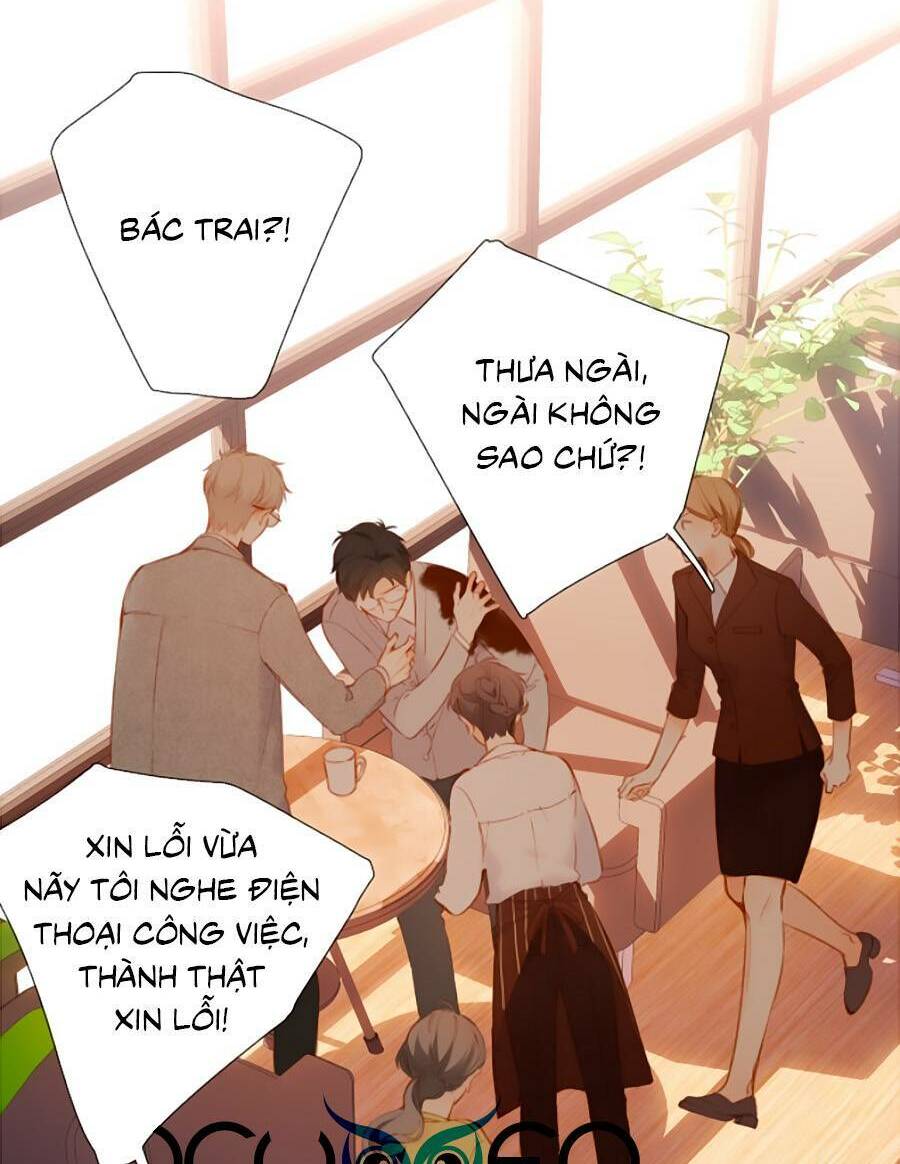 BÁC TRAI?!
THƯA NGÀI,
NGÀI KHÔNG
SAO CHỨ?!
XIN LỖI VỪA
NÃY TÔI NGHE ĐIỆN
THOẠI CÔNG VIỆC,
THÀNH THẬT
XIN LỖI!